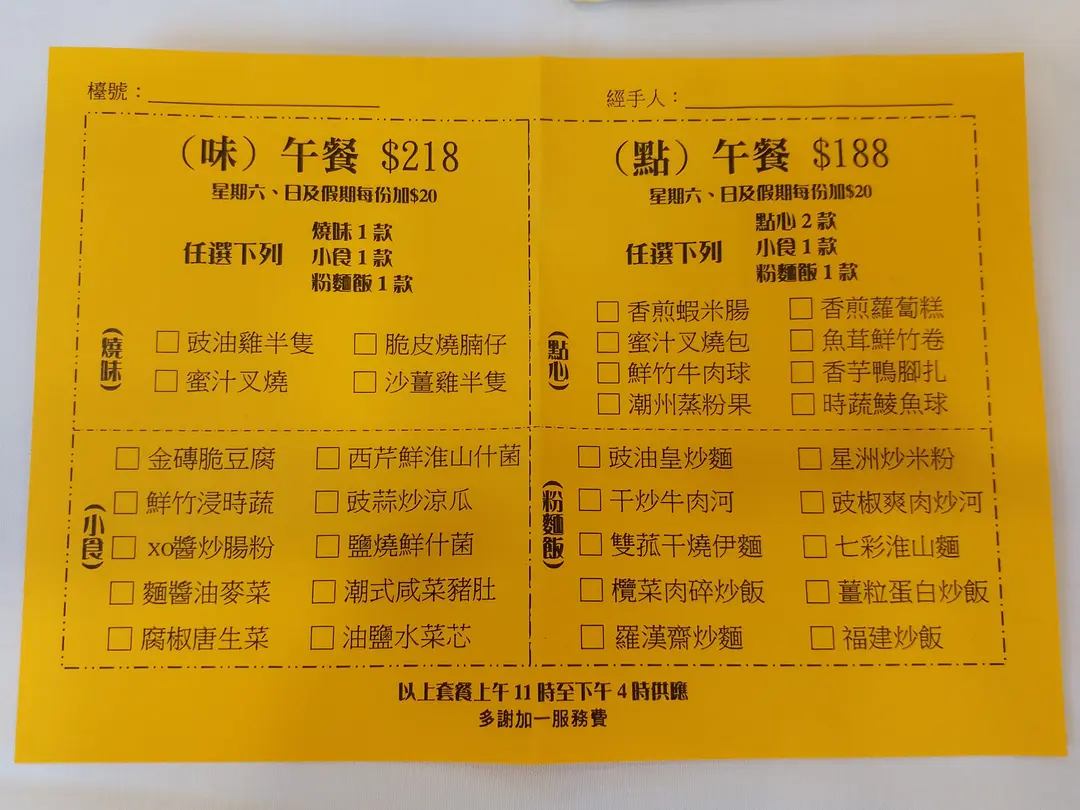 檯號：
經手人：
（味）午餐 $218
星期六、日及假期每份加$20
任選下列
燒味 1 款
小食 1 款
粉麵飯 1 款
（燒味）
□ 豉油雞半隻
□ 脆皮燒腩仔
□ 蜜汁叉燒
□ 沙薑雞半隻
（點）午餐 $188
星期六、日及假期每份加$20
任選下列
點心 2 款
小食 1 款
粉麵飯 1 款
（點心）
□ 香煎蝦米腸
□ 香煎蘿蔔糕
□ 蜜汁叉燒包
□ 魚茸鮮竹卷
□ 鮮竹牛肉球
□ 香芋鴨腳扎
□ 潮州蒸粉果
□ 時蔬鯪魚球
（小食）
□ 金磚脆豆腐
□ 西芹鮮淮山什菌
□ 鮮竹浸時蔬
□ 豉蒜炒涼瓜
□ xo醬炒腸粉
□ 鹽燒鮮什菌
□ 麵醬油麥菜
□ 潮式咸菜豬肚
□ 腐椒唐生菜
□ 油鹽水菜芯
（粉麵飯）
□ 豉油皇炒麵
□ 星洲炒米粉
□ 干炒牛肉河
□ 豉椒爽肉炒河
□ 雙菰干燒伊麵
□ 七彩淮山麵
□ 欖菜肉碎炒飯
□ 薑粒蛋白炒飯
□ 羅漢齋炒麵
□ 福建炒飯
以上套餐上午 11 時至下午 4 時供應
多謝加一服務費